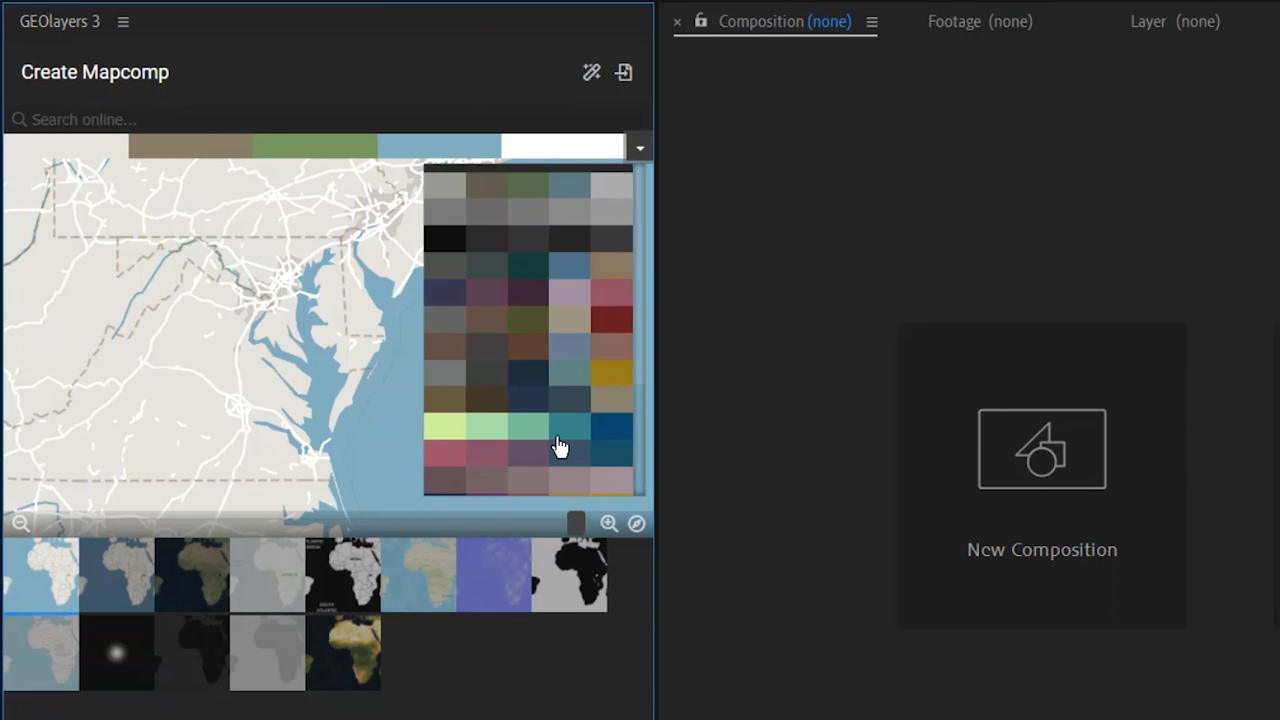 GEOlayers 3
Composition (none)
Footage (none)
Layer (none)
Create Mapcomp
Search online...
New Composition